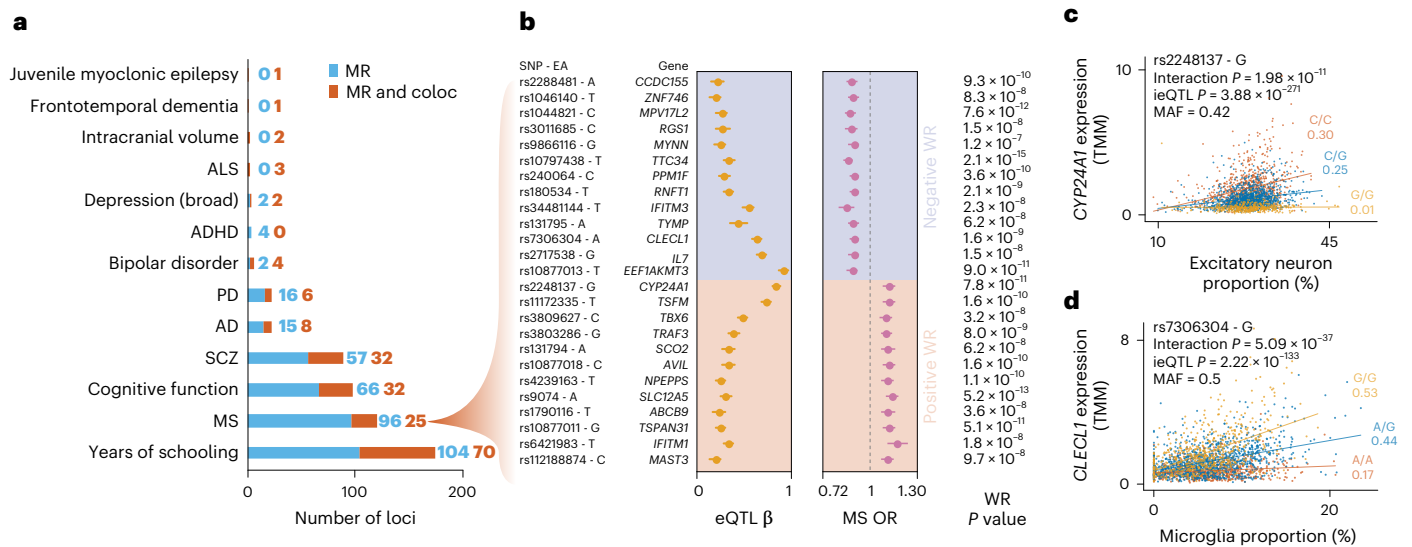 a
Juvenile myoclonic epilepsy 0 1
Frontotemporal dementia 0 1
Intracranial volume 0 2
ALS 0 3
Depression (broad) 2 2
ADHD 4 0
Bipolar disorder 2 4
PD 16 6
AD 15 8
SCZ 57 32
Cognitive function 66 32
MS 96 25
Years of schooling 104 70
MR
MR and coloc
0 100 200
Number of loci
b
SNP - EA Gene
rs2288481 - A CCDC155 9.3 × 10⁻¹⁰
rs1046140 - T ZNF746 8.3 × 10⁻⁸
rs1044821 - C MPV17L2 7.6 × 10⁻¹²
rs3011685 - C RGS1 1.5 × 10⁻⁸
rs9866116 - G MYNN 1.2 × 10⁻⁷
rs10797438 - T TTC34 2.1 × 10⁻¹⁵
rs240064 - C PPM1F 3.6 × 10⁻¹⁰
rs180534 - T RNFT1 2.1 × 10⁻⁹
rs34481144 - T IFITM3 2.3 × 10⁻⁸
rs131795 - A TYMP 6.2 × 10⁻⁸
rs7306304 - A CLECL1 1.6 × 10⁻⁹
rs2717538 - G IL7 1.5 × 10⁻⁸
rs10877013 - T EEF1AKMT3 9.0 × 10⁻¹¹
rs2248137 - G CYP24A1 7.8 × 10⁻¹¹
rs11172335 - T TSFM 1.6 × 10⁻¹⁰
rs3809627 - C TBX6 3.2 × 10⁻⁸
rs3803286 - G TRAF3 8.0 × 10⁻⁹
rs131794 - A SCO2 6.2 × 10⁻⁸
rs10877018 - C AVIL 1.6 × 10⁻¹⁰
rs4239163 - T NPEPPS 1.1 × 10⁻¹⁰
rs9074 - A SLC12A5 5.2 × 10⁻¹³
rs1790116 - T ABCB9 3.6 × 10⁻⁸
rs10877011 - G TSPAN31 5.1 × 10⁻¹¹
rs6421983 - T IFITM1 1.8 × 10⁻⁸
rs112188874 - C MAST3 9.7 × 10⁻⁸
Negative WR
Positive WR
0 1
eQTL β
0.72 1 1.30
MS OR
WR
P value
c
CYP24A1 expression
(TMM)
10
0
rs2248137 - G
Interaction P = 1.98 × 10⁻¹¹
ieQTL P = 3.88 × 10⁻²⁷¹
MAF = 0.42
C/C
0.30
C/G
0.25
G/G
0.01
10 45
Excitatory neuron
proportion (%)
d
CLECL1 expression
(TMM)
8
0
rs7306304 - G
Interaction P = 5.09 × 10⁻³⁷
ieQTL P = 2.22 × 10⁻¹³³
MAF = 0.5
G/G
0.53
A/G
0.44
A/A
0.17
0 20
Microglia proportion (%)